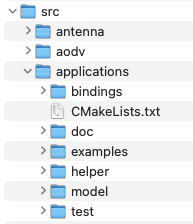 src
antenna
aodv
applications
bindings
CMakeLists.txt
doc
examples
helper
model
test